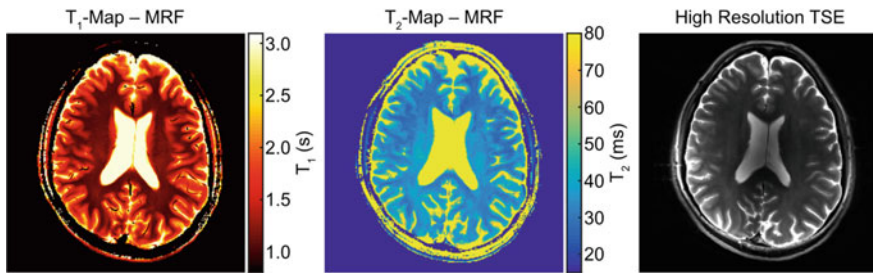 T₁-Map – MRF
T₂-Map – MRF
High Resolution TSE
3.0
2.5
2.0
1.5
1.0
T₁ (s)
80
70
60
50
40
30
20
T₂ (ms)